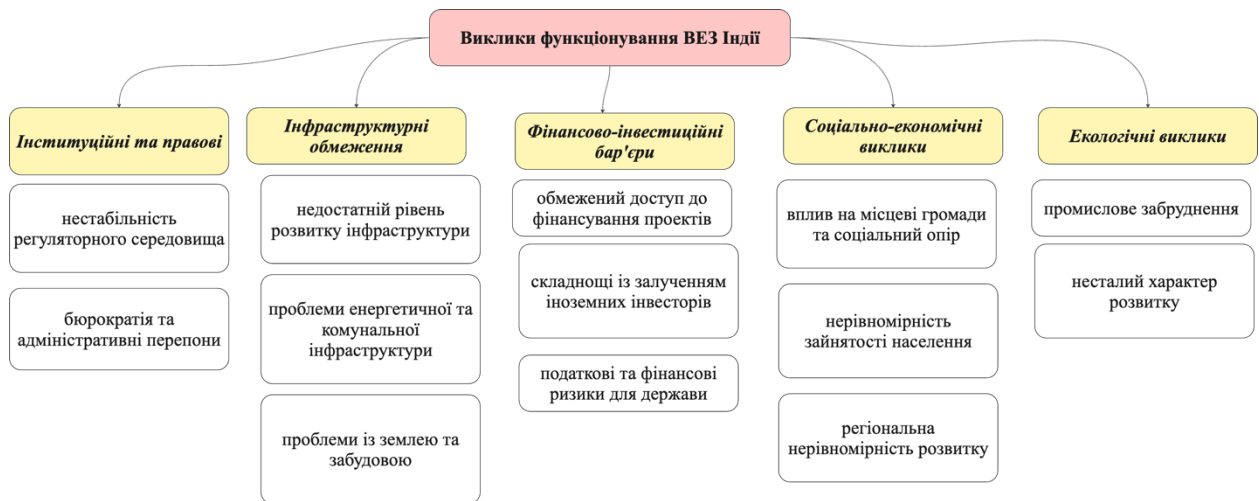 Виклики функціонування ВЕЗ Індії
Інституційні та правові
нестабільність
регуляторного середовища
бюрократія та
адміністративні перепони
Інфраструктурні
обмеження
недостатній рівень
розвитку інфраструктури
проблеми енергетичної та
комунальної
інфраструктури
проблеми із землею та
забудовою
Фінансово-інвестиційні
бар'єри
обмежений доступ до
фінансування проектів
складнощі із залученням
іноземних інвесторів
податкові та фінансові
ризики для держави
Соціально-економічні
виклики
вплив на місцеві громади
та соціальний опір
нерівномірність
зайнятості населення
регіональна
нерівномірність розвитку
Екологічні виклики
промислове забруднення
несталий характер
розвитку